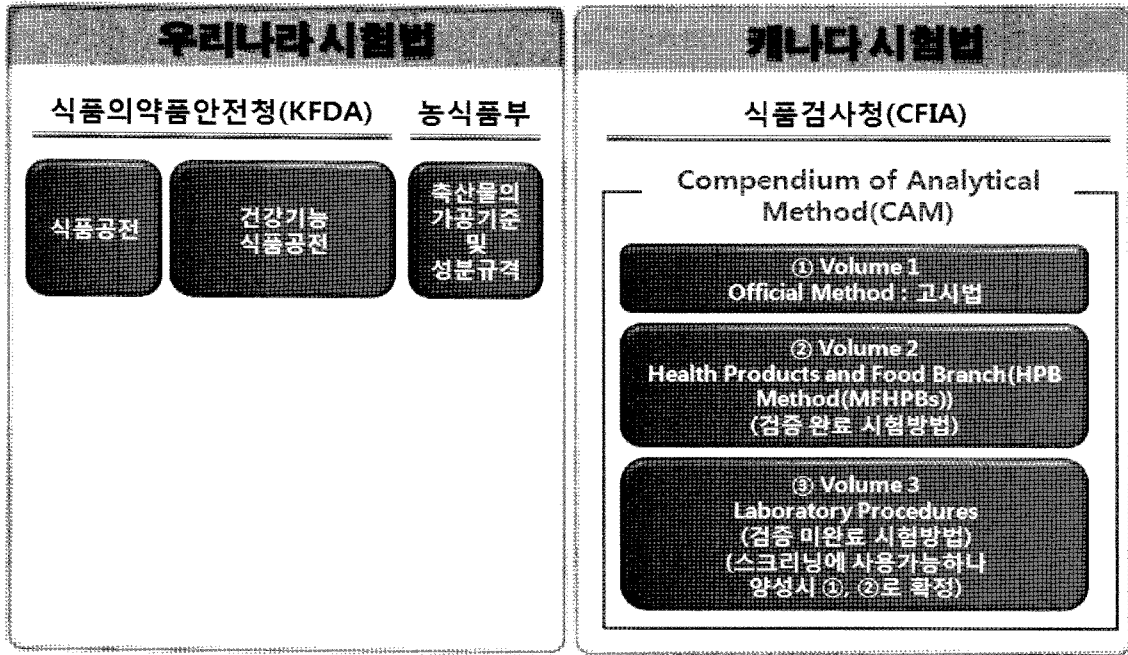 우리나라 시험법
식품의약품안전청(KFDA)
농식품부
식품공전
건강기능
식품공전
축산물의
가공기준
및
성분규격
캐나다 시험법
식품검사청(CFIA)
Compendium of Analytical
Method(CAM)
① Volume 1
Official Method : 고시법
② Volume 2
Health Products and Food Branch(HPB
Method(MFHPBs))
(검증 완료 시험방법)
③ Volume 3
Laboratory Procedures
(검증 미완료 시험방법)
(스크리닝에 사용가능하나
양성시 ①, ②로 확정)